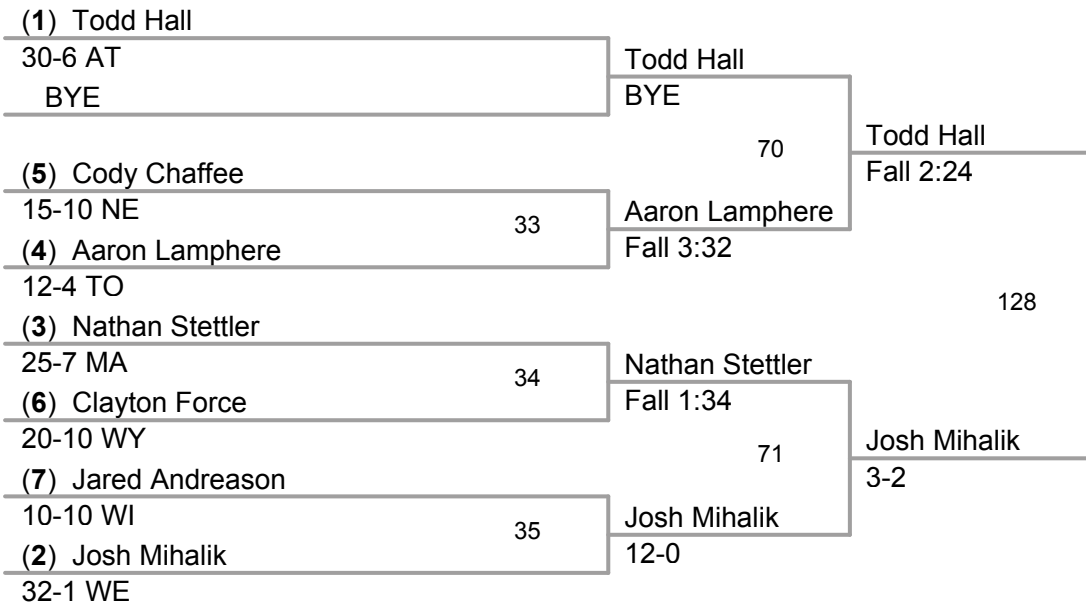 (1) Todd Hall
30-6 AT
BYE
(5) Cody Chaffee
15-10 NE
33
(4) Aaron Lamphere
12-4 TO
(3) Nathan Stettler
25-7 MA
34
(6) Clayton Force
20-10 WY
(7) Jared Andreason
10-10 WI
35
(2) Josh Mihalik
32-1 WE
Todd Hall
BYE
70
Aaron Lamphere
Fall 3:32
Nathan Stettler
Fall 1:34
71
Josh Mihalik
12-0
Todd Hall
Fall 2:24
128
Josh Mihalik
3-2